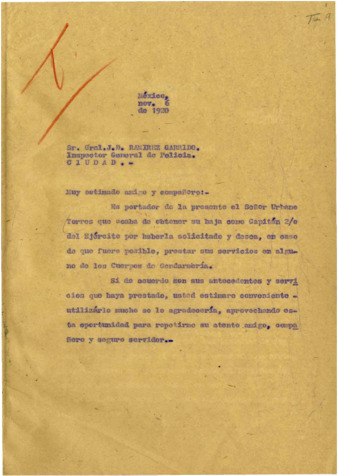 México,
nov. 6
de 1920
Sr. Gral.J.D. RAMIREZ GARRIDO.
Inspector General de Policia.
C I U D A D . -
Muy estimado amigo y compañero:-
Es portador de la presente el Señor Urbano
Torres que acaba de obtener su baja como Capitán 2/o
del Ejército por haberla solicitado y desea, en caso
de que fuere posible, prestar sus servicios en algu-
no de los Cuerpos de Gendarmería.
Si de acuerdo con sus antecedentes y servi
cios que haya prestado, usted estimare conveniente -
utilizarlo mucho se lo agradecería, aprovechando es-
ta oportunidad para repetirme su atento amigo, compa
ñero y seguro servidor.-